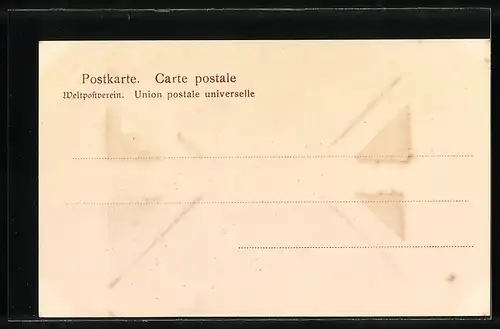 Postkarte. Carte postale
Weltpostverein. Union postale universelle